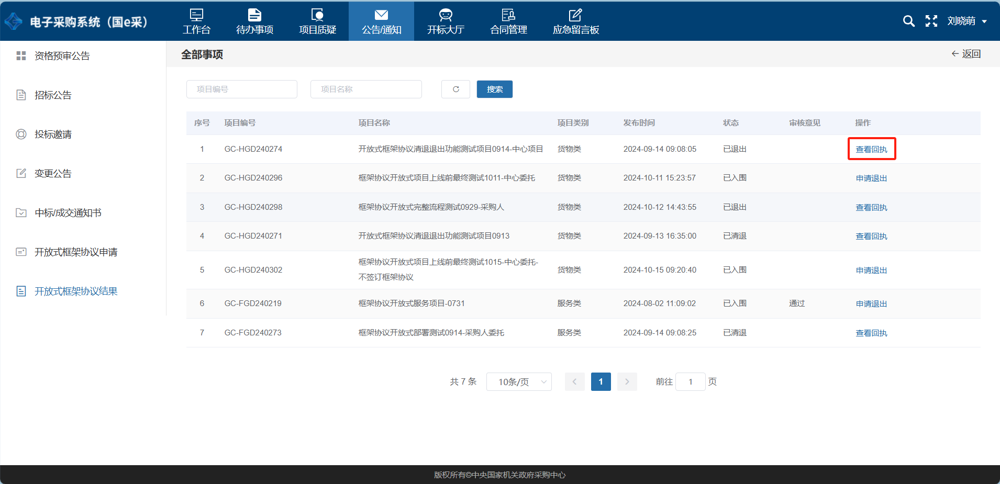 电子采购系统（国e采）
工作台
待办事项
项目质疑
公告/通知
开标大厅
合同管理
应急留言板
刘晓萌
资格预审公告
招标公告
投标邀请
变更公告
中标/成交通知书
开放式框架协议申请
开放式框架协议结果
全部事项
返回
项目编号
项目名称
搜索
序号 项目编号 项目名称 项目类别 发布时间 状态 审核意见 操作
1 GC-HGD240274 开放式框架协议清退退出功能测试项目0914-中心项目 货物类 2024-09-14 09:08:05 已退出 查看回执
2 GC-HGD240296 框架协议开放式项目上线前最终测试1011-中心委托 货物类 2024-10-11 15:23:57 已入围 申请退出
3 GC-HGD240298 框架协议开放式完整流程测试0929-采购人 货物类 2024-10-12 14:43:55 已退出 查看回执
4 GC-HGD240271 开放式框架协议清退退出功能测试项目0913 货物类 2024-09-13 16:35:00 已清退 查看回执
5 GC-HGD240302 框架协议开放式项目上线前最终测试1015-中心委托- 货物类 2024-10-15 09:20:40 已入围 申请退出
不签订框架协议
6 GC-FGD240219 框架协议开放式服务项目-0731 服务类 2024-08-02 11:09:02 已入围 通过 申请退出
7 GC-FGD240273 框架协议开放式部署测试0914-采购人委托 服务类 2024-09-14 09:08:25 已清退 查看回执
共 7 条 10条/页 1 前往 1 页
版权所有©中央国家机关政府采购中心